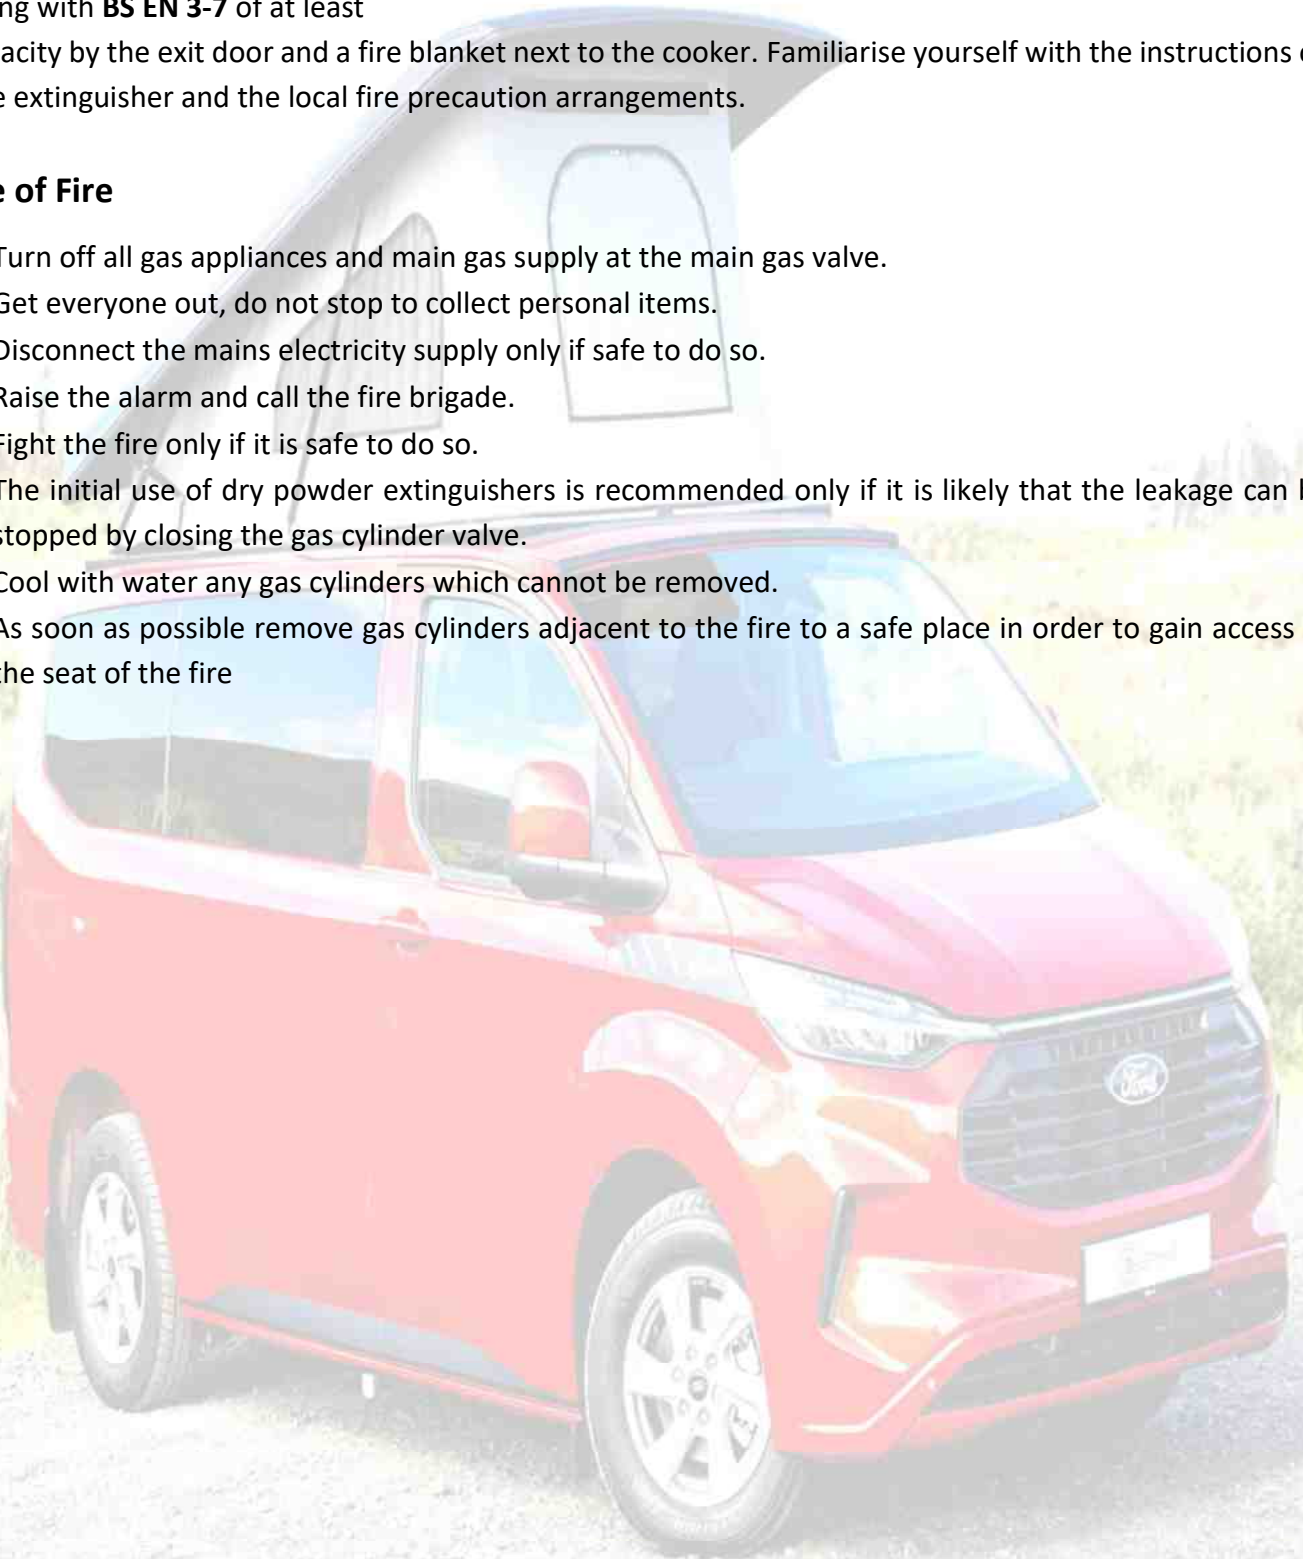 ng with BS EN 3-7 of at least
acity by the exit door and a fire blanket next to the cooker. Familiarise yourself with the instructions
e extinguisher and the local fire precaution arrangements.
e of Fire
Turn off all gas appliances and main gas supply at the main gas valve.
Get everyone out, do not stop to collect personal items.
Disconnect the mains electricity supply only if safe to do so.
Raise the alarm and call the fire brigade.
Fight the fire only if it is safe to do so.
The initial use of dry powder extinguishers is recommended only if it is likely that the leakage can
stopped by closing the gas cylinder valve.
Cool with water any gas cylinders which cannot be removed.
As soon as possible remove gas cylinders adjacent to the fire to a safe place in order to gain access
the seat of the fire
Ford